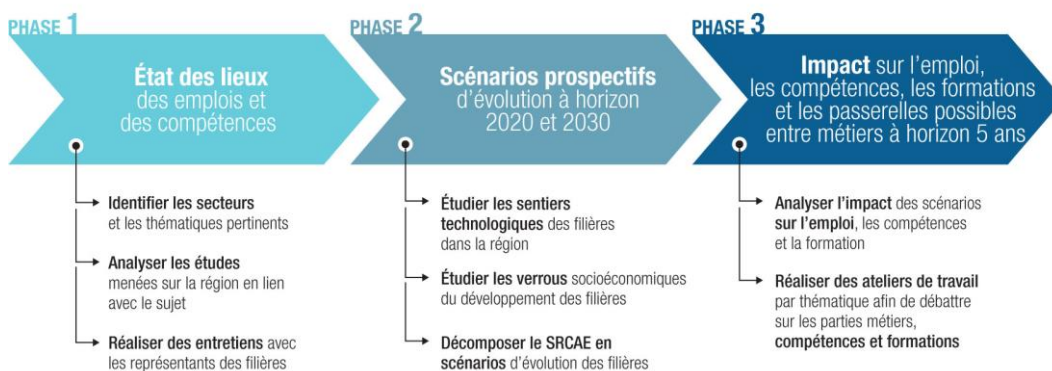 PHASE 1
État des lieux
des emplois et
des compétences
Identifier les secteurs
et les thématiques pertinents
Analyser les études
menées sur la région en lien
avec le sujet
Réaliser des entretiens avec
les représentants des filières
PHASE 2
Scénarios prospectifs
d'évolution à horizon
2020 et 2030
Étudier les sentiers
technologiques des filières
dans la région
Étudier les verrous socioéconomiques
du développement des filières
Décomposer le SRCAE en
scénarios d'évolution des filières
PHASE 3
Impact sur l'emploi,
les compétences, les formations
et les passerelles possibles
entre métiers à horizon 5 ans
Analyser l'impact des scénarios
sur l'emploi, les compétences
et la formation
Réaliser des ateliers de travail
par thématique afin de débattre
sur les parties métiers,
compétences et formations